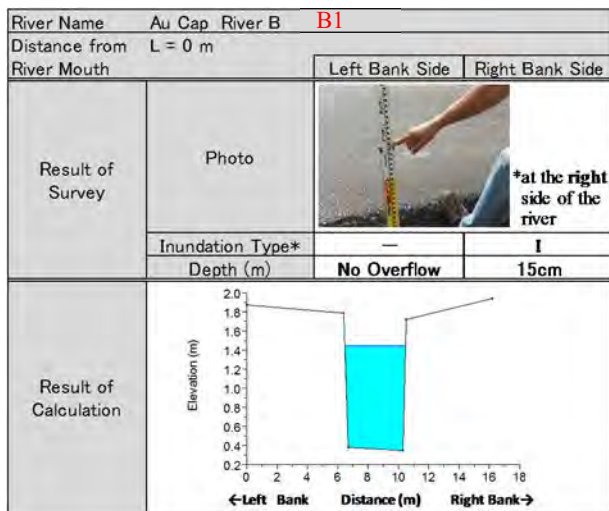 River Name Au Cap River B B1
Distance from L = 0 m
River Mouth Left Bank Side Right Bank Side
Result of
Survey
Photo
*at the right
side of the
river
Inundation Type* — I
Depth (m) No Overflow 15cm
Result of
Calculation
Elevation (m)
2.0
1.8
1.6
1.4
1.2
1.0
0.8
0.6
0.4
0.2
0 2 4 6 8 10 12 14 16 18
←Left Bank Distance (m) Right Bank→